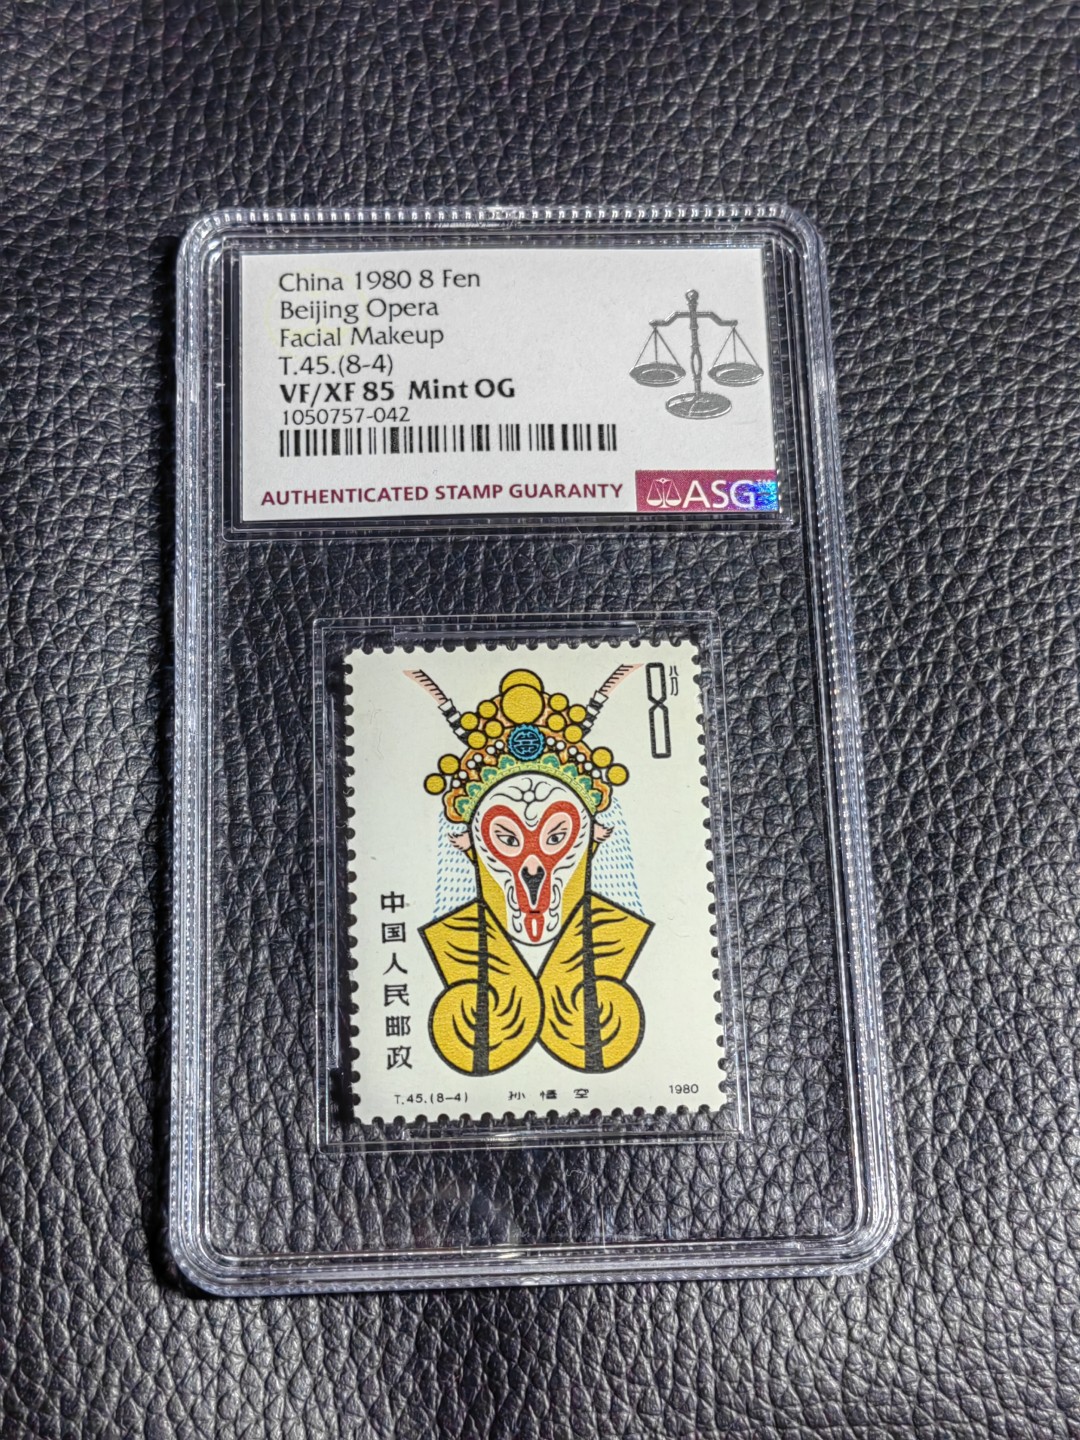 China 1980 8 Fen
Beijing Opera
Facial Makeup
T.45.(8-4)
VF/XF 85 Mint OG
1050757-042
AUTHENTICATED STAMP GUARANTY
ASG™
8
八分
中国人民邮政
T.45.(8-4) 孙悟空 1980